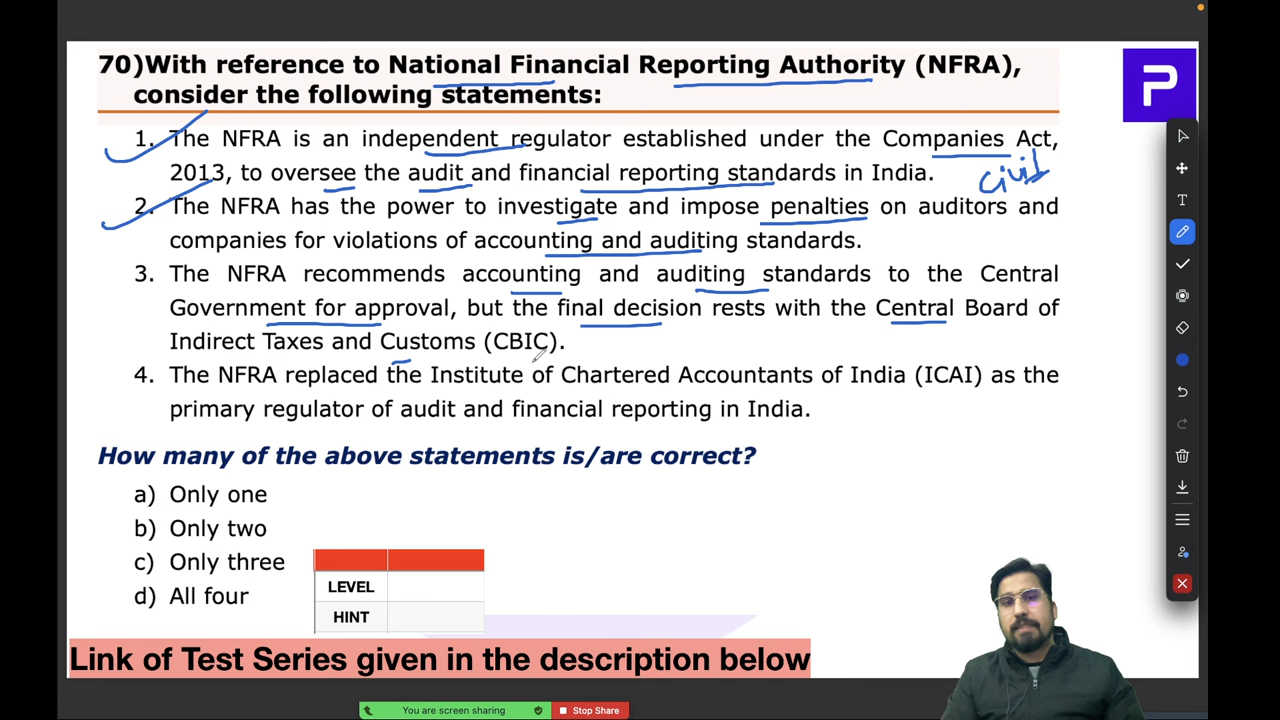 70)With reference to National Financial Reporting Authority (NFRA),
consider the following statements:
1. The NFRA is an independent regulator established under the Companies Act,
2013, to oversee the audit and financial reporting standards in India.
civil
2. The NFRA has the power to investigate and impose penalties on auditors and
companies for violations of accounting and auditing standards.
3. The NFRA recommends accounting and auditing standards to the Central
Government for approval, but the final decision rests with the Central Board of
Indirect Taxes and Customs (CBIC).
4. The NFRA replaced the Institute of Chartered Accountants of India (ICAI) as the
primary regulator of audit and financial reporting in India.
How many of the above statements is/are correct?
a) Only one
b) Only two
c) Only three
d) All four
LEVEL
HINT
Link of Test Series given in the description below
You are screen sharing
Stop Share
P
T